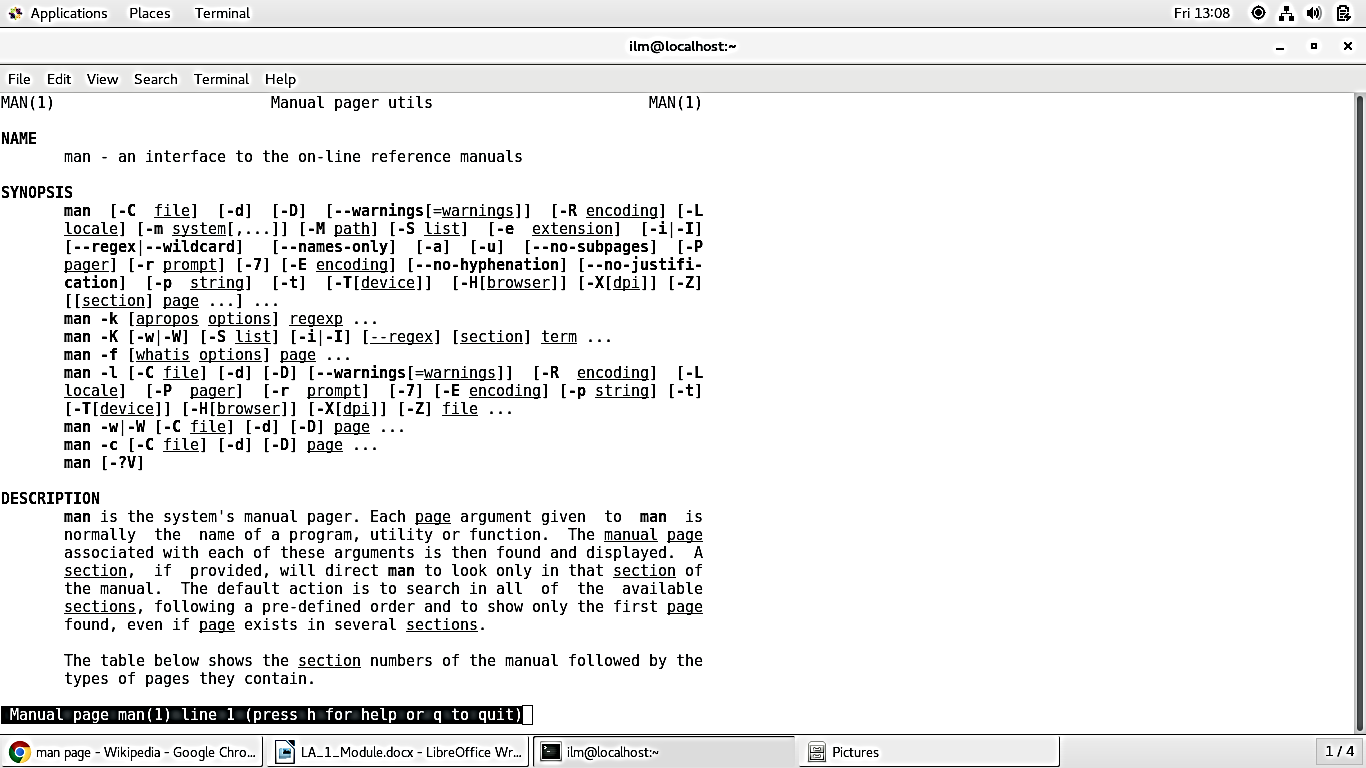 Applications Places Terminal Fri 13:08
ilm@localhost:~
File Edit View Search Terminal Help
MAN(1) Manual pager utils MAN(1)
NAME
man - an interface to the on-line reference manuals
SYNOPSIS
man [-C file] [-d] [-D] [--warnings[=warnings]] [-R encoding] [-L
locale] [-m system[,...]] [-M path] [-S list] [-e extension] [-i|-I]
[--regex|--wildcard] [--names-only] [-a] [-u] [--no-subpages] [-P
pager] [-r prompt] [-7] [-E encoding] [--no-hyphenation] [--no-justifi-
cation] [-p string] [-t] [-T[device]] [-H[browser]] [-X[dpi]] [-Z]
[[section] page ...] ...
man -k [apropos options] regexp ...
man -K [-w|-W] [-S list] [-i|-I] [--regex] [section] term ...
man -f [whatis options] page ...
man -l [-C file] [-d] [-D] [--warnings[=warnings]] [-R encoding] [-L
locale] [-P pager] [-r prompt] [-7] [-E encoding] [-p string] [-t]
[-T[device]] [-H[browser]] [-X[dpi]] [-Z] file ...
man -w|-W [-C file] [-d] [-D] page ...
man -c [-C file] [-d] [-D] page ...
man [-?V]
DESCRIPTION
man is the system's manual pager. Each page argument given to man is
normally the name of a program, utility or function. The manual page
associated with each of these arguments is then found and displayed. A
section, if provided, will direct man to look only in that section of
the manual. The default action is to search in all of the available
sections, following a pre-defined order and to show only the first page
found, even if page exists in several sections.
The table below shows the section numbers of the manual followed by the
types of pages they contain.
Manual page man(1) line 1 (press h for help or q to quit)
man page - Wikipedia - Google Chro... LA_1_Module.docx - LibreOffice Wr... ilm@localhost:~ Pictures 1 / 4